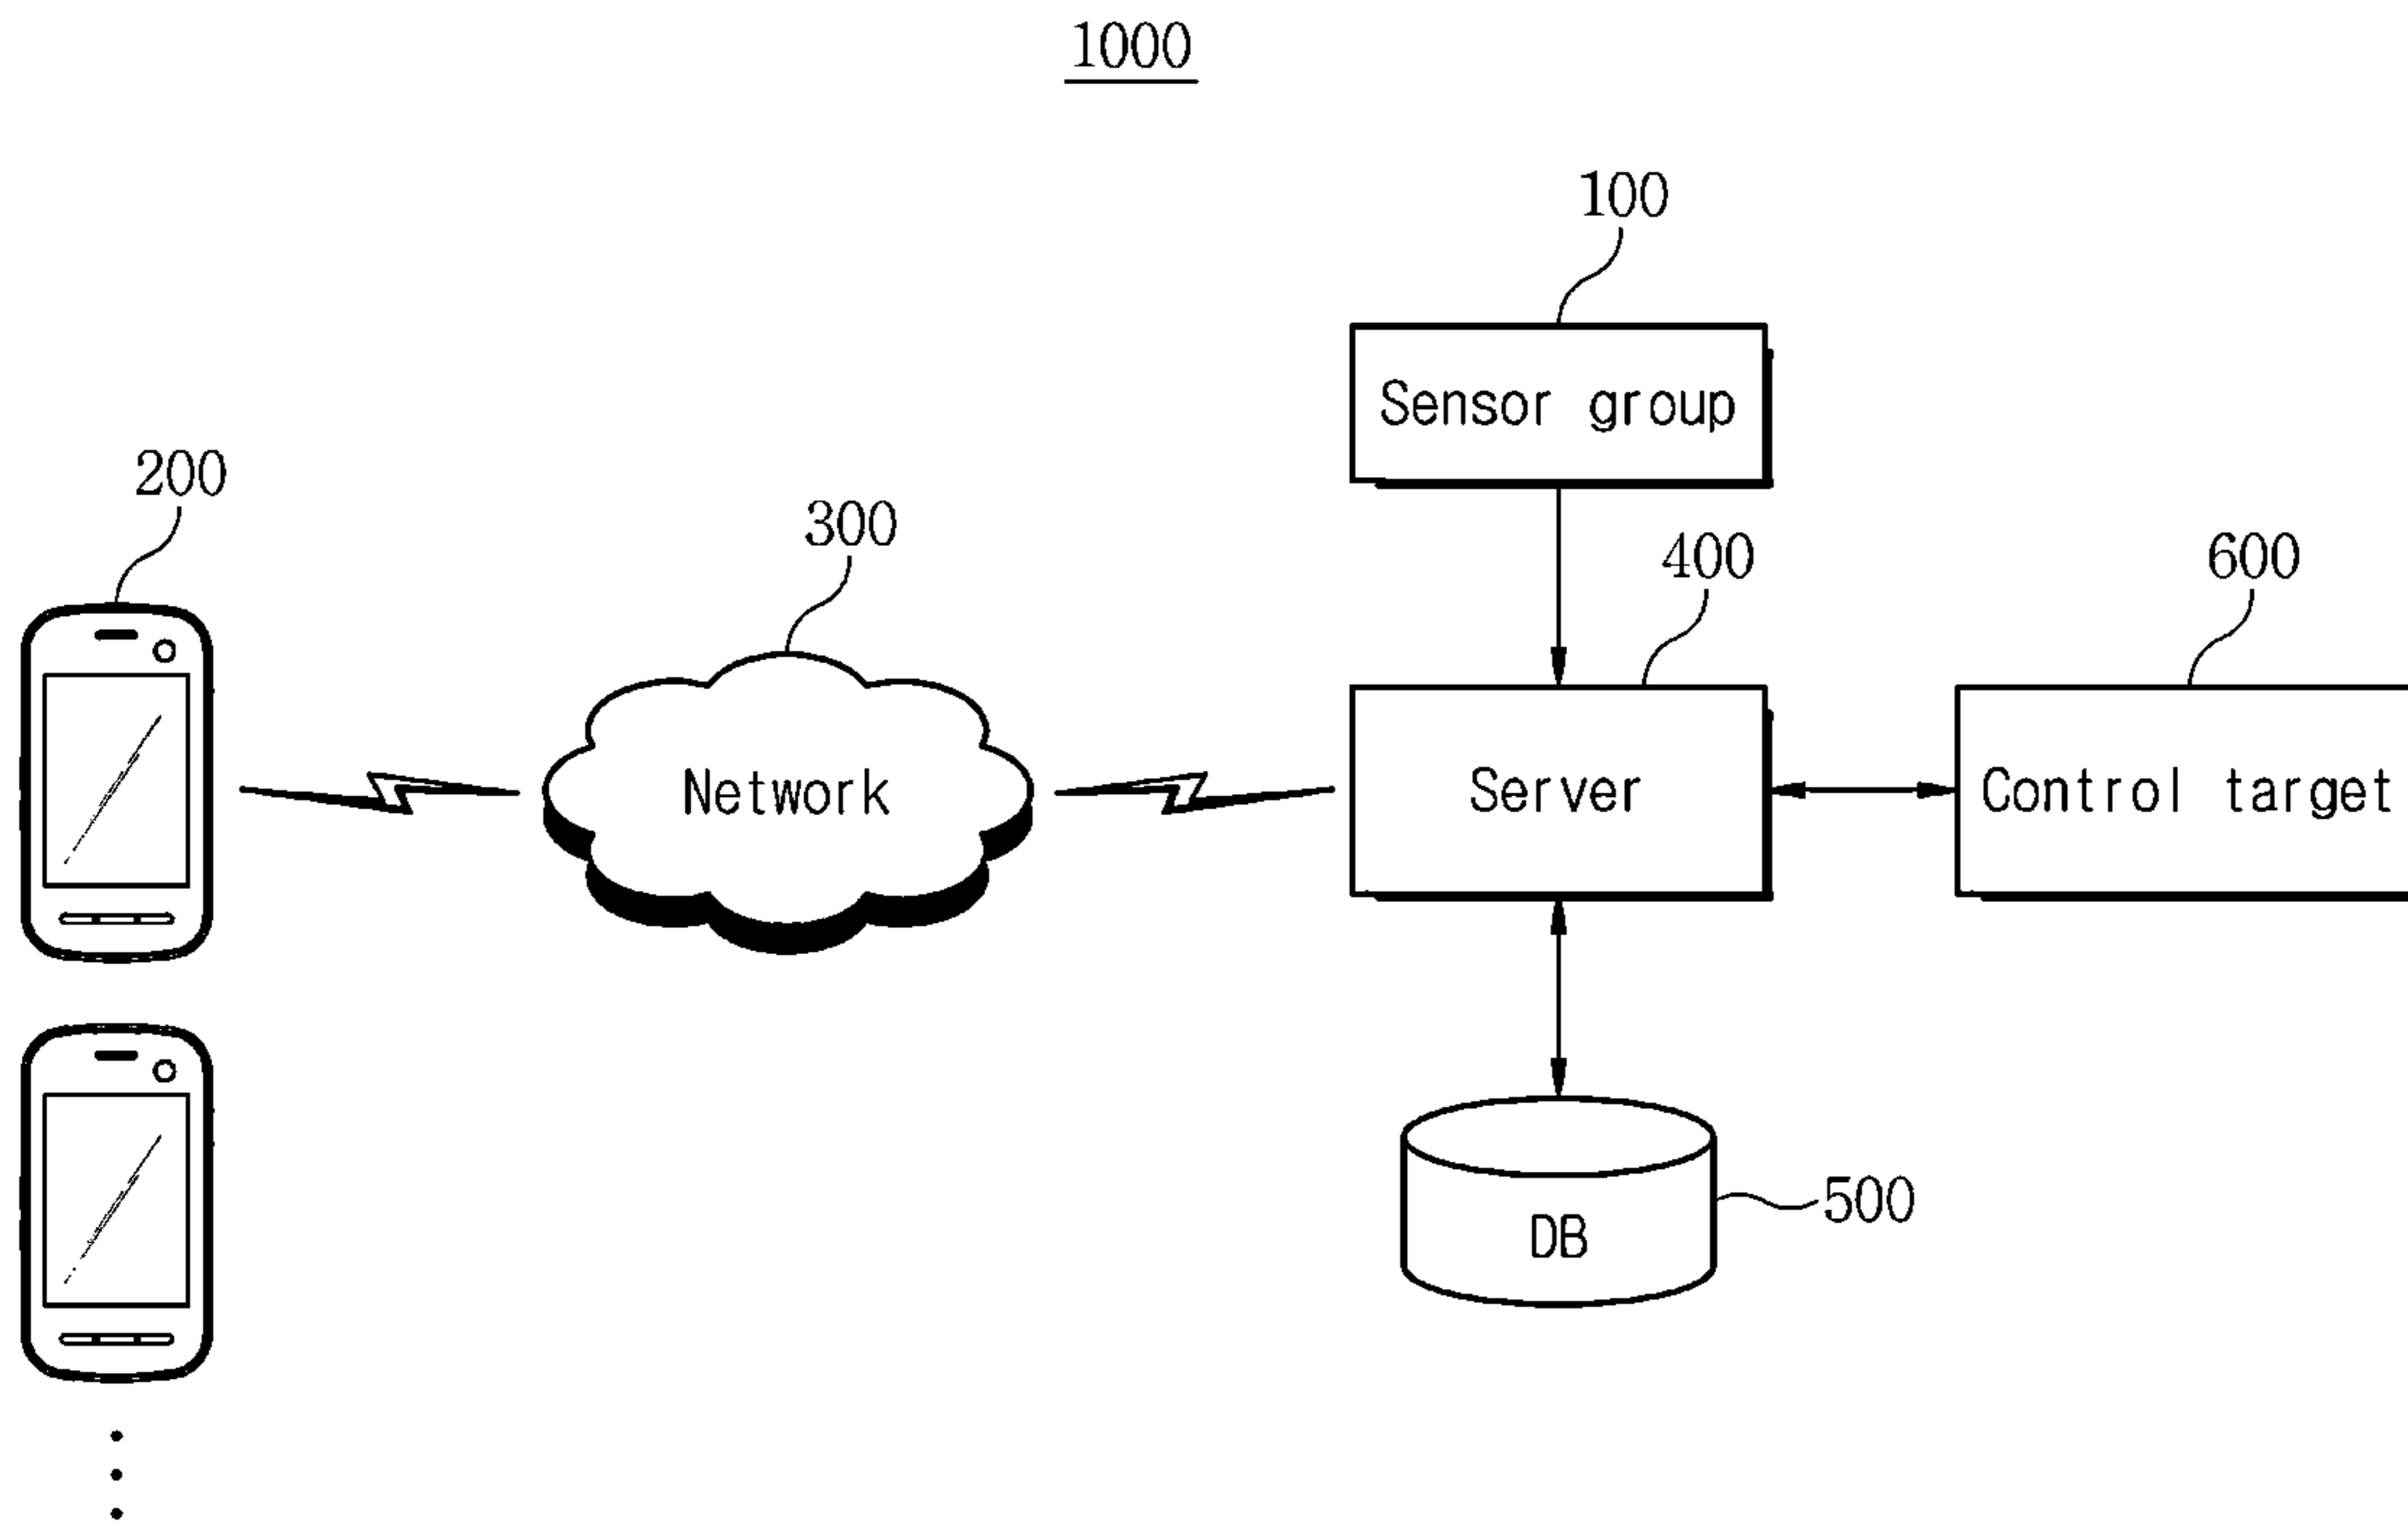 1000
100
Sensor group
200
300
400
600
Network
Server
Control target
500
DB